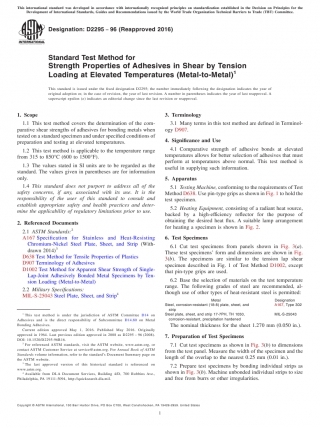 This international standard was developed in accordance with internationally recognized principles on standardization established in the Decision on Principles for the
Development of International Standards, Guides and Recommendations issued by the World Trade Organization Technical Barriers to Trade (TBT) Committee.
Designation: D2295 − 96 (Reapproved 2016)
Standard Test Method for
Strength Properties of Adhesives in Shear by Tension
Loading at Elevated Temperatures (Metal-to-Metal)1
This standard is issued under the fixed designation D2295; the number immediately following the designation indicates the year of
original adoption or, in the case of revision, the year of last revision. A number in parentheses indicates the year of last reapproval. A
superscript epsilon (ε) indicates an editorial change since the last revision or reapproval.
1. Scope
1.1 This test method covers the determination of the com-
parative shear strengths of adhesives for bonding metals when
tested on a standard specimen and under specified conditions of
preparation and testing at elevated temperatures.
1.2 This test method is applicable to the temperature range
from 315 to 850°C (600 to 1500°F).
1.3 The values stated in SI units are to be regarded as the
standard. The values given in parentheses are for information
only.
1.4 This standard does not purport to address all of the
safety concerns, if any, associated with its use. It is the
responsibility of the user of this standard to consult and
establish appropriate safety and health practices and deter-
mine the applicability of regulatory limitations prior to use.
2. Referenced Documents
2.1 ASTM Standards:2
A167 Specification for Stainless and Heat-Resisting
Chromium-Nickel Steel Plate, Sheet, and Strip (With-
drawn 2014)3
D638 Test Method for Tensile Properties of Plastics
D907 Terminology of Adhesives
D1002 Test Method for Apparent Shear Strength of Single-
Lap-Joint Adhesively Bonded Metal Specimens by Ten-
sion Loading (Metal-to-Metal)
2.2 Military Specifications:
MIL-S-25043 Steel Plate, Sheet, and Strip4
1 This test method is under the jurisdiction of ASTM Committee D14 on
Adhesives and is the direct responsibility of Subcommittee D14.80 on Metal
Bonding Adhesives.
Current edition approved May 1, 2016. Published May 2016. Originally
approved in 1964. Last previous edition approved in 2008 as D2295 – 96 (2008).
2 For referenced ASTM standards, visit the ASTM website, www.astm.org, or
contact ASTM Customer Service at service@astm.org. For Annual Book of ASTM
Standards volume information, refer to the standard's Document Summary page on
the ASTM website.
3 The last approved version of this historical standard is referenced on
www.astm.org.
3. Terminology
3.1 Many terms in this test method are defined in Terminol-
ogy D907.
4. Significance and Use
4.1 Comparative strength of adhesive bonds at elevated
temperatures allows for better selection of adhesives that must
perform at temperatures above normal. This test method is
useful in supplying such information.
5. Apparatus
5.1 Testing Machine, conforming to the requirements of Test
Method D638. Use pin-type grips as shown in Fig. 1 to hold the
test specimen.
5.2 Heating Equipment, consisting of a radiant heat source,
backed by a high-efficiency reflector for the purpose of
obtaining the desired heat flux. A suitable lamp arrangement
for heating a specimen is shown in Fig. 2.
6. Test Specimens
6.1 Cut test specimens from panels shown in Fig. 3(a).
These test specimens' form and dimensions are shown in Fig.
3(b). The specimens are similar to the tension lap shear
specimen described in Fig. 1 of Test Method D1002, except
that pin-type grips are used.
6.2 Base the selection of materials on the test temperature
range. The following grades of steel are recommended, al-
though use of other types of heat-resistant steel is permitted:
Metal Designation
Steel, corrosion-resistant (18-8) plate, sheet, and A167, Type 302
strip
Steel plate, sheet, and strip, 17-7PH, TH 1050, MIL-S-25043
corrosion-resistant, precipitation hardened
The nominal thickness for the sheet 1.270 mm (0.050 in.).
7. Preparation of Test Specimens
7.1 Cut test specimens as shown in Fig. 3(b) to dimensions
from the test panel. Measure the width of the specimen and the
length of the overlap to the nearest 0.25 mm (0.01 in.).
7.2 Prepare test specimens by bonding individual strips as
shown in Fig. 3(b). Machine unbonded individual strips to size
and free from burrs or other irregularities.
Copyright © ASTM International, 100 Barr Harbor Drive, PO Box C700, West Conshohocken, PA 19428-2959. United States
1